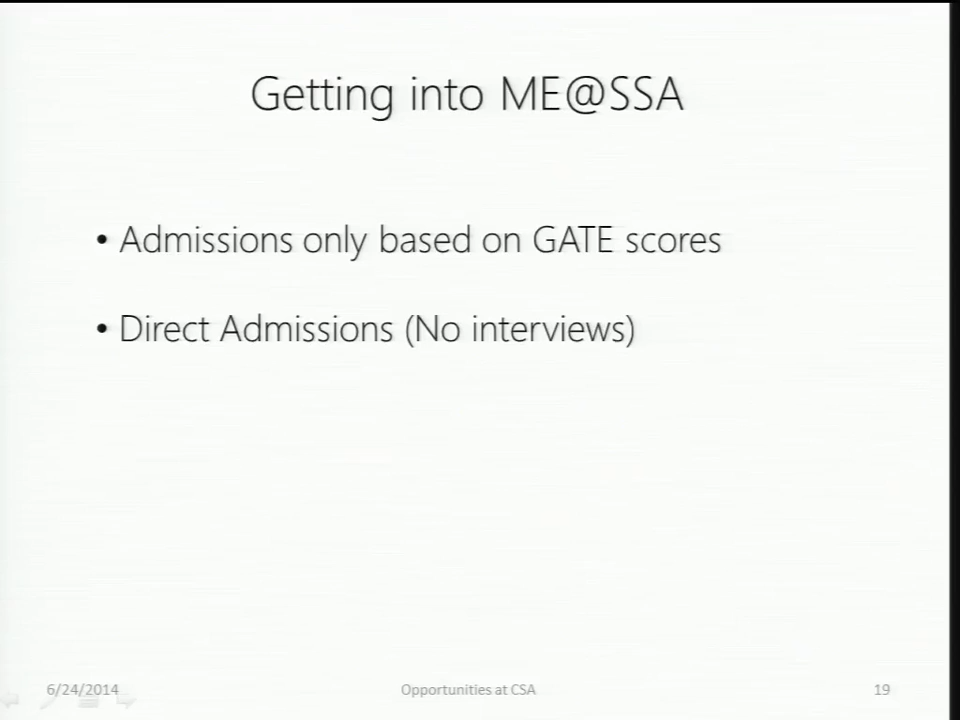 Getting into ME@SSA
• Admissions only based on GATE scores
• Direct Admissions (No interviews)
6/24/2014
Opportunities at CSA
19